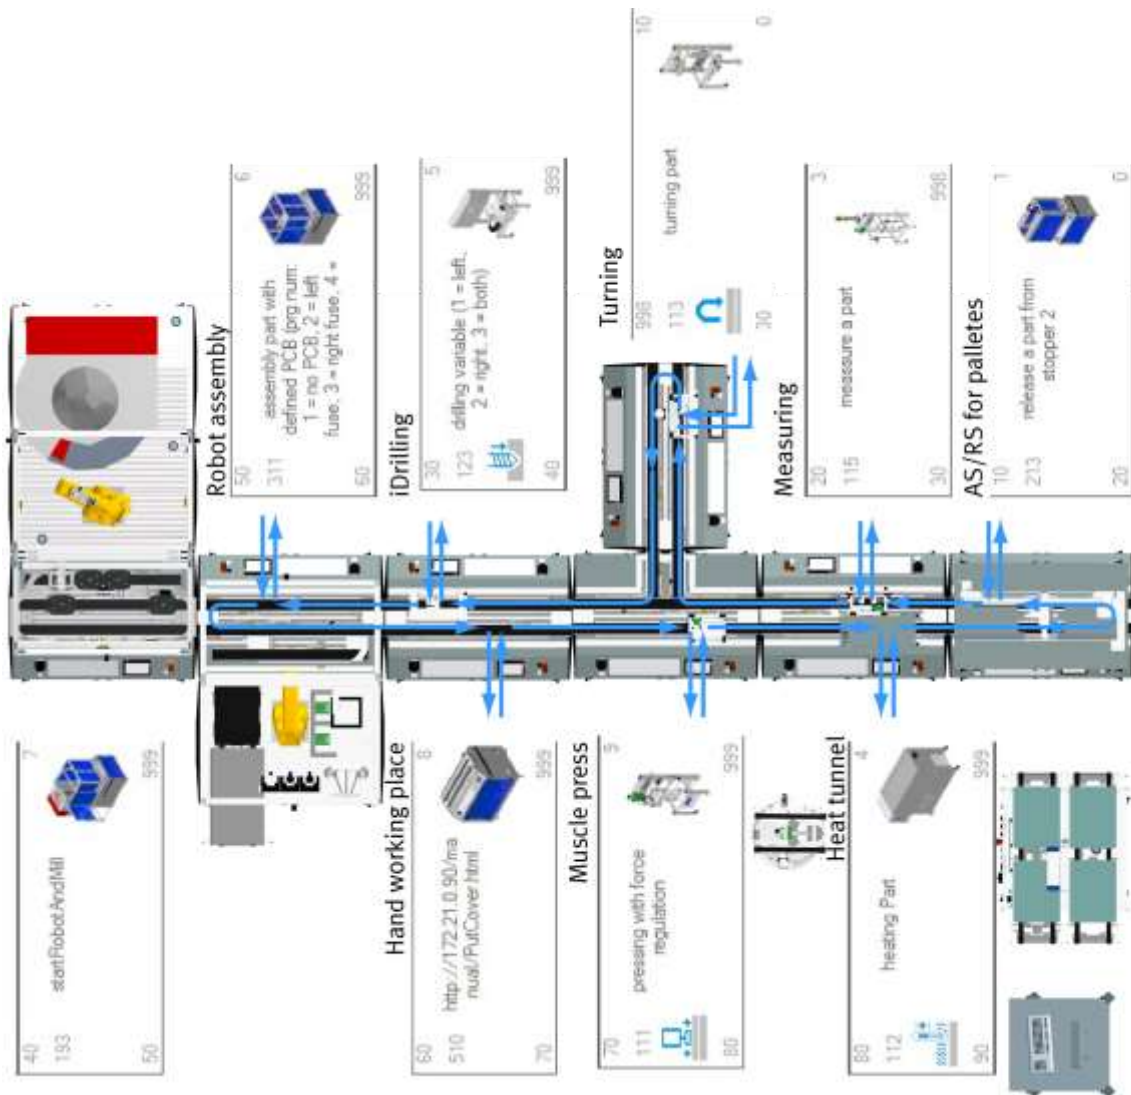 40 7
193 startRobotAndMill
50 999
Robot assembly
50 6
311 assembly part with
defined PCB (prg num:
1 = no PCB, 2 = left
fuse, 3 = right fuse, 4 =
60 999
Hand working place
60 8
510 http://172.21.0.90/ma
nual/PutCover.html
70 999
iDrilling
30 5
123 drilling variable (1 = left,
2 = right, 3 = both)
40 999
Muscle press
70 9
111 pressing with force
regulation
80 999
Turning
998 10
113 turning part
30 0
Heat tunnel
80 4
112 heating Part
90 999
Measuring
20 3
115 meassure a part
30 998
AS/RS for palletes
10 1
213 release a part from
stopper 2
20 0